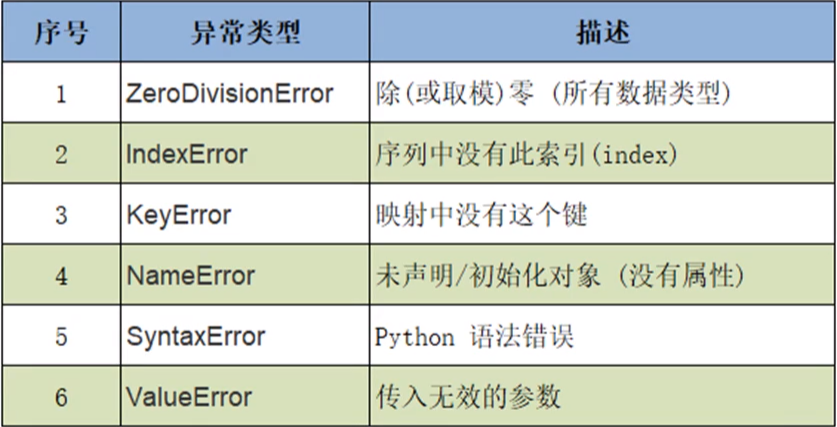 序号 异常类型 描述
1 ZeroDivisionError 除(或取模)零 (所有数据类型)
2 IndexError 序列中没有此索引(index)
3 KeyError 映射中没有这个键
4 NameError 未声明/初始化对象 (没有属性)
5 SyntaxError Python 语法错误
6 ValueError 传入无效的参数